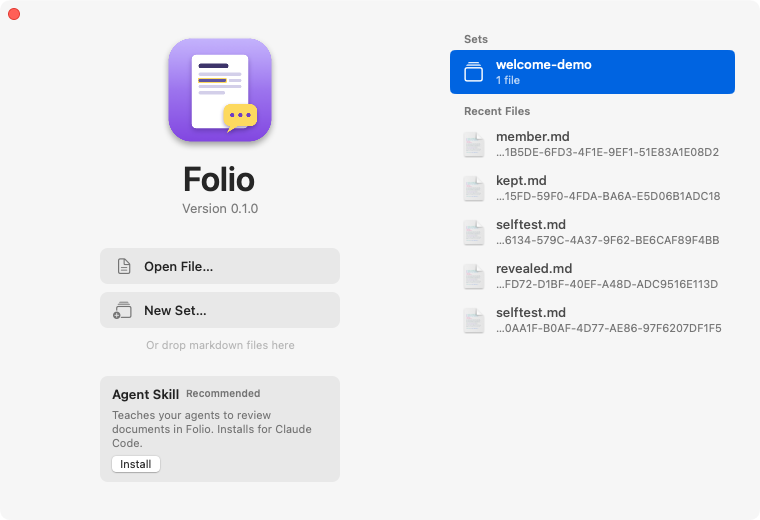 Folio
Version 0.1.0
Open File...
New Set...
Or drop markdown files here
Agent Skill Recommended
Teaches your agents to review
documents in Folio. Installs for Claude
Code.
Install
Sets
welcome-demo
1 file
Recent Files
member.md
...1B5DE-6FD3-4F1E-9EF1-51E83A1E08D2
kept.md
...15FD-59F0-4FDA-BA6A-E5D06B1ADC18
selftest.md
...6134-579C-4A37-9F62-BE6CAF89F4BB
revealed.md
...FD72-D1BF-40EF-A48D-ADC9516E113D
selftest.md
...0AA1F-B0AF-4D77-AE86-97F6207DF1F5